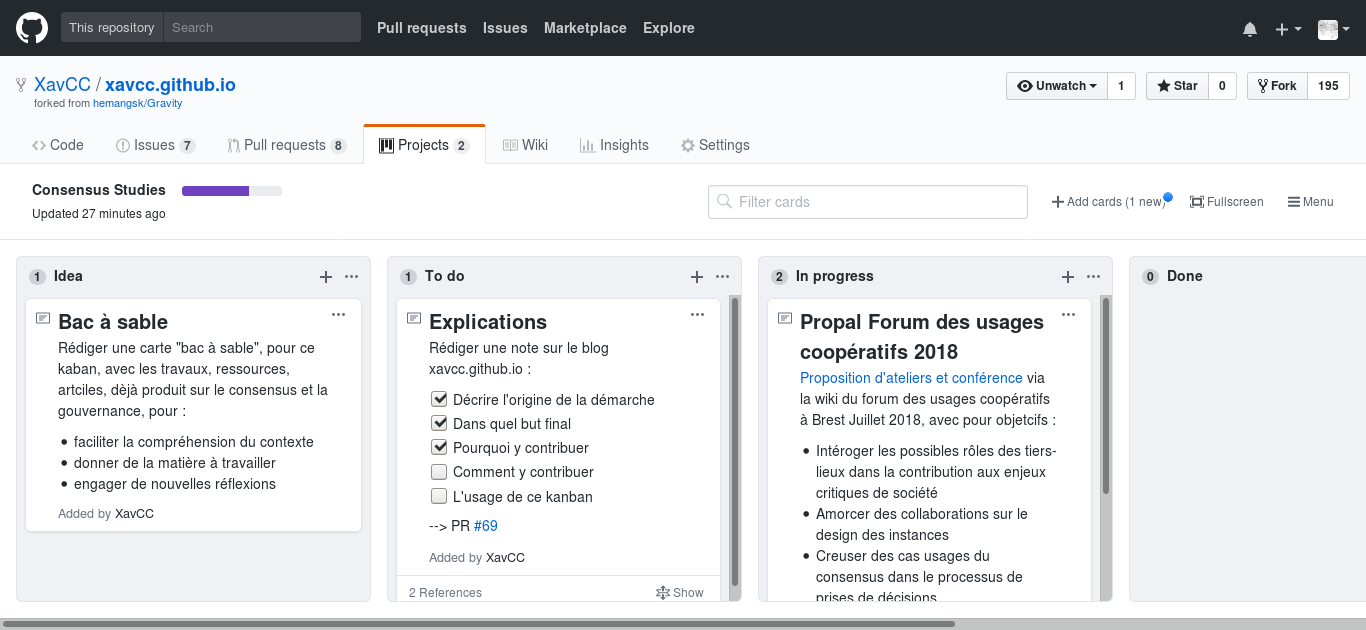 This repository Search Pull requests Issues Marketplace Explore
XavCC / xavcc.github.io
forked from hemangsk/Gravity
Unwatch 1 Star 0 Fork 195
Code Issues 7 Pull requests 8 Projects 2 Wiki Insights Settings
Consensus Studies
Updated 27 minutes ago
Filter cards
Add cards (1 new) Fullscreen Menu
1 Idea
Bac à sable
Rédiger une carte "bac à sable", pour ce
kaban, avec les travaux, ressources,
artciles, dèjà produit sur le consensus et la
gouvernance, pour :
• faciliter la compréhension du contexte
• donner de la matière à travailler
• engager de nouvelles réflexions
Added by XavCC
1 To do
Explications
Rédiger une note sur le blog
xavcc.github.io :
Décrire l'origine de la démarche
Dans quel but final
Pourquoi y contribuer
Comment y contribuer
L'usage de ce kanban
--> PR #69
Added by XavCC
2 References Show
2 In progress
Propal Forum des usages
coopératifs 2018
Proposition d'ateliers et conférence via
la wiki du forum des usages coopératifs
à Brest Juillet 2018, avec pour objetcifs :
• Intéroger les possibles rôles des tiers-
lieux dans la contribution aux enjeux
critiques de société
• Amorcer des collaborations sur le
design des instances
• Creuser des cas usages du
consensus dans le processus de
prises de décisions
0 Done